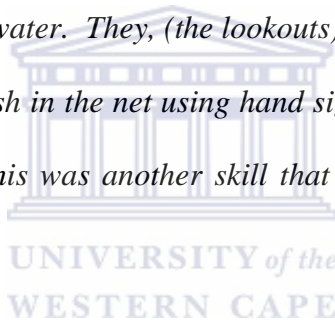 water. They, (the lookouts)
sh in the net using hand si
his was another skill that
UNIVERSITY of the
WESTERN CAPE